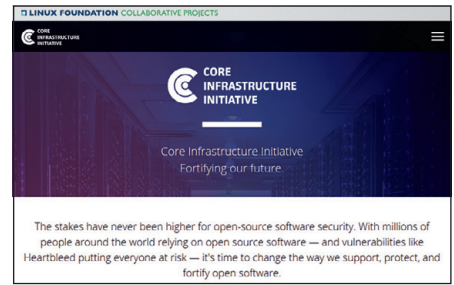 THE LINUX FOUNDATION COLLABORATIVE PROJECTS
CORE
INFRASTRUCTURE
INITIATIVE
CORE
INFRASTRUCTURE
INITIATIVE
Core Infrastructure Initiative
Fortifying our future
The stakes have never been higher for open-source software security. With millions of
people around the world relying on open source software — and vulnerabilities like
Heartbleed putting everyone at risk — it's time to change the way we support, protect, and
fortify open software.